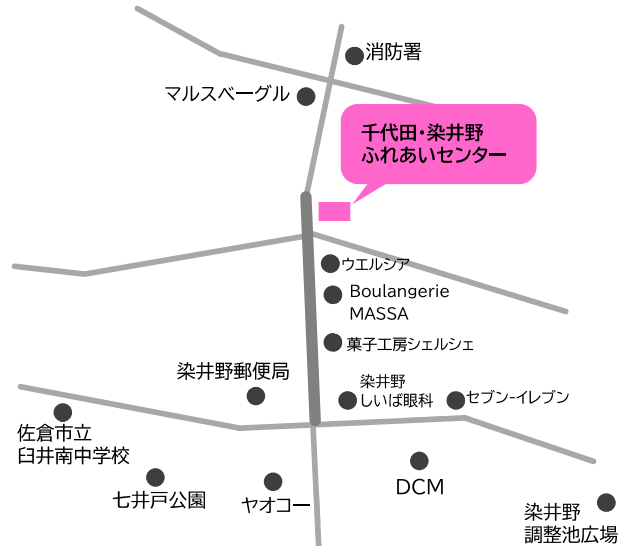 消防署
マルスベーグル
千代田・染井野
ふれあいセンター
ウエルシア
Boulangerie
MASSA
菓子工房シェルシェ
染井野郵便局
染井野
しいば眼科
セブン-イレブン
佐倉市立
臼井南中学校
七井戸公園
ヤオコー
DCM
染井野
調整池広場